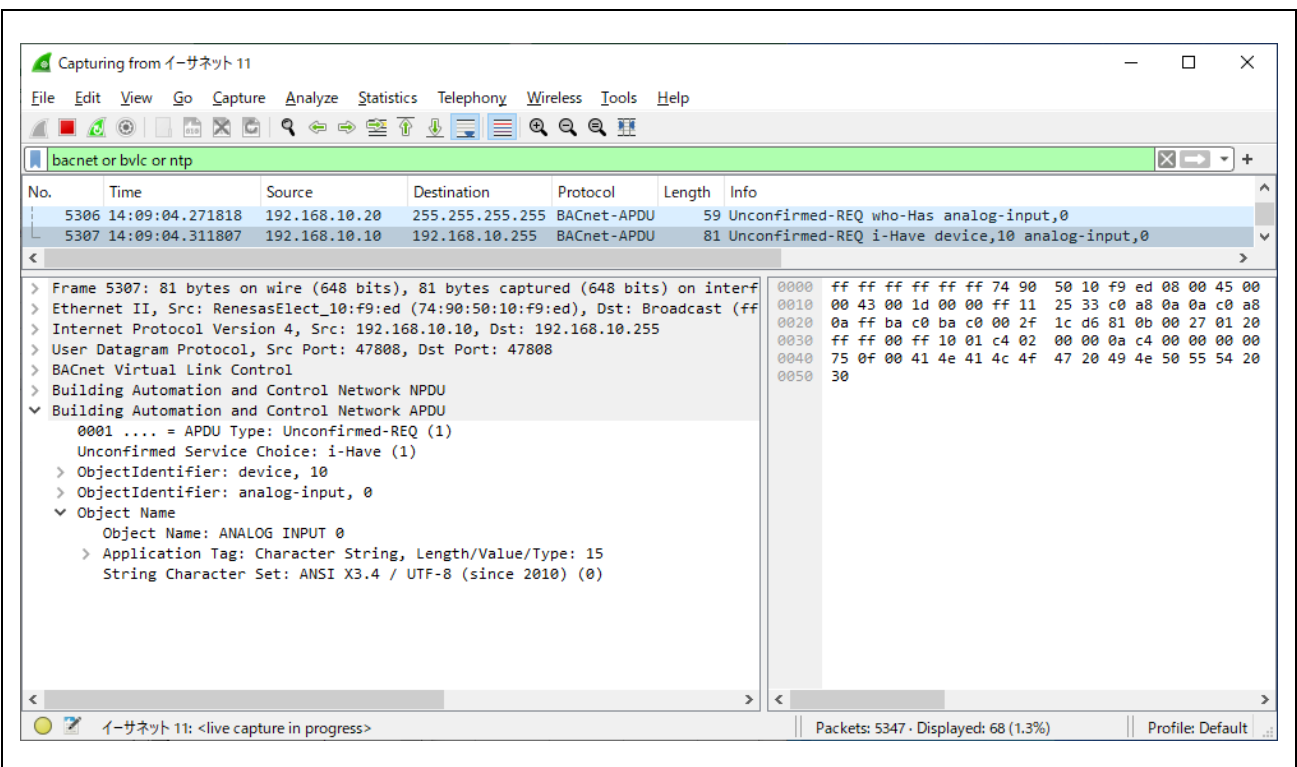 Capturing from イーサネット 11
File Edit View Go Capture Analyze Statistics Telephony Wireless Tools Help
bacnet or bvlc or ntp
No. Time Source Destination Protocol Length Info
5306 14:09:04.271818 192.168.10.20 255.255.255.255 BACnet-APDU 59 Unconfirmed-REQ who-Has analog-input,0
5307 14:09:04.311807 192.168.10.10 192.168.10.255 BACnet-APDU 81 Unconfirmed-REQ i-Have device,10 analog-input,0
Frame 5307: 81 bytes on wire (648 bits), 81 bytes captured (648 bits) on interf
Ethernet II, Src: RenesasElect_10:f9:ed (74:90:50:10:f9:ed), Dst: Broadcast (ff
Internet Protocol Version 4, Src: 192.168.10.10, Dst: 192.168.10.255
User Datagram Protocol, Src Port: 47808, Dst Port: 47808
BACnet Virtual Link Control
Building Automation and Control Network NPDU
Building Automation and Control Network APDU
0001 .... = APDU Type: Unconfirmed-REQ (1)
Unconfirmed Service Choice: i-Have (1)
ObjectIdentifier: device, 10
ObjectIdentifier: analog-input, 0
Object Name
Object Name: ANALOG INPUT 0
Application Tag: Character String, Length/Value/Type: 15
String Character Set: ANSI X3.4 / UTF-8 (since 2010) (0)
0000 ff ff ff ff ff ff 74 90 50 10 f9 ed 08 00 45 00
0010 00 43 00 1d 00 00 ff 11 25 33 c0 a8 0a 0a c0 a8
0020 0a ff ba c0 ba c0 00 2f 1c d6 81 0b 00 27 01 20
0030 ff ff 00 ff 10 01 c4 02 00 00 0a c4 00 00 00 00
0040 75 0f 00 41 4e 41 4c 4f 47 20 49 4e 50 55 54 20
0050 30
イーサネット 11: <live capture in progress>
Packets: 5347 · Displayed: 68 (1.3%)
Profile: Default